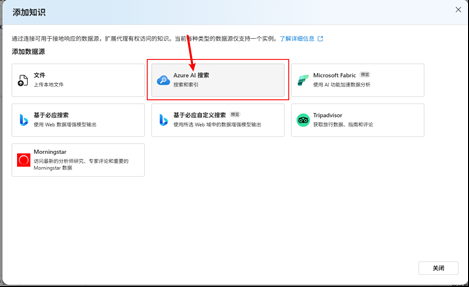 添加知识
通过连接可用于接地响应的数据源，扩展代理有权访问的知识。当前每种类型的数据源仅支持一个实例。 了解详细信息
添加数据源
文件
上传本地文件
Azure AI 搜索
搜索和索引
Microsoft Fabric 预览
使用 AI 功能加速数据分析
基于必应搜索
使用 Web 数据增强模型输出
基于必应自定义搜索 预览
使用所选 Web 域中的数据增强模型输出
Tripadvisor
获取旅行数据、指南和评论
Morningstar
访问最新的分析师研究、专家评论和重要的
Morningstar 数据
关闭